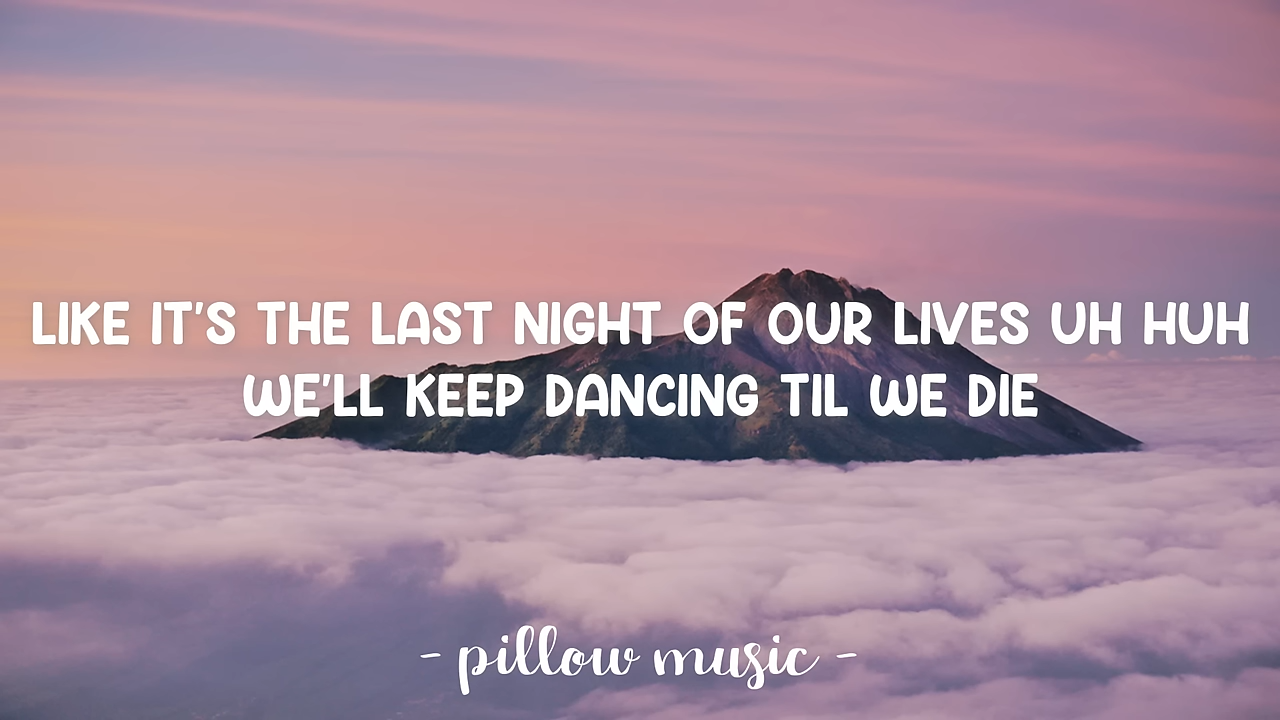 LIKE IT'S THE LAST NIGHT OF OUR LIVES UH HUH
WE'LL KEEP DANCING TIL WE DIE
- pillow music -